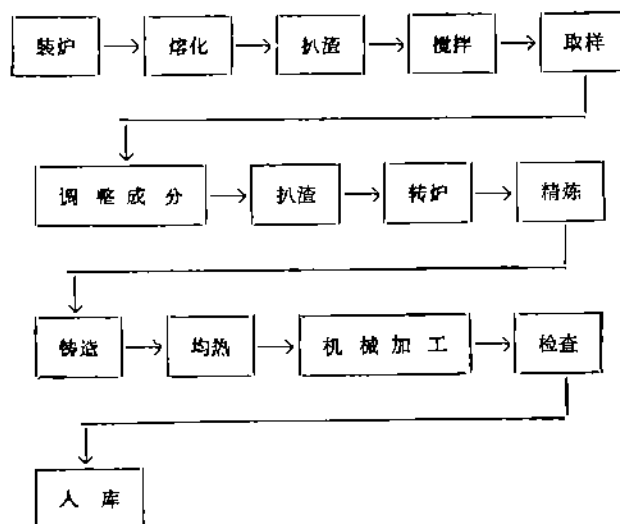 装炉 熔化 扒渣 搅拌 取样
调整成分 扒渣 转炉 精炼
铸造 均热 机械加工 检查
入库